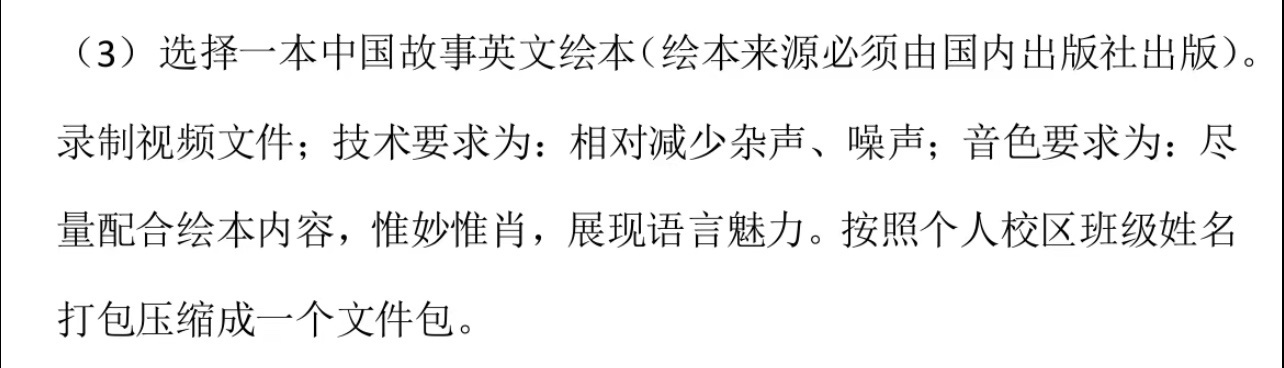 （3）选择一本中国故事英文绘本（绘本来源必须由国内出版社出版）。
录制视频文件；技术要求为：相对减少杂声、噪声；音色要求为：尽
量配合绘本内容，惟妙惟肖，展现语言魅力。按照个人校区班级姓名
打包压缩成一个文件包。